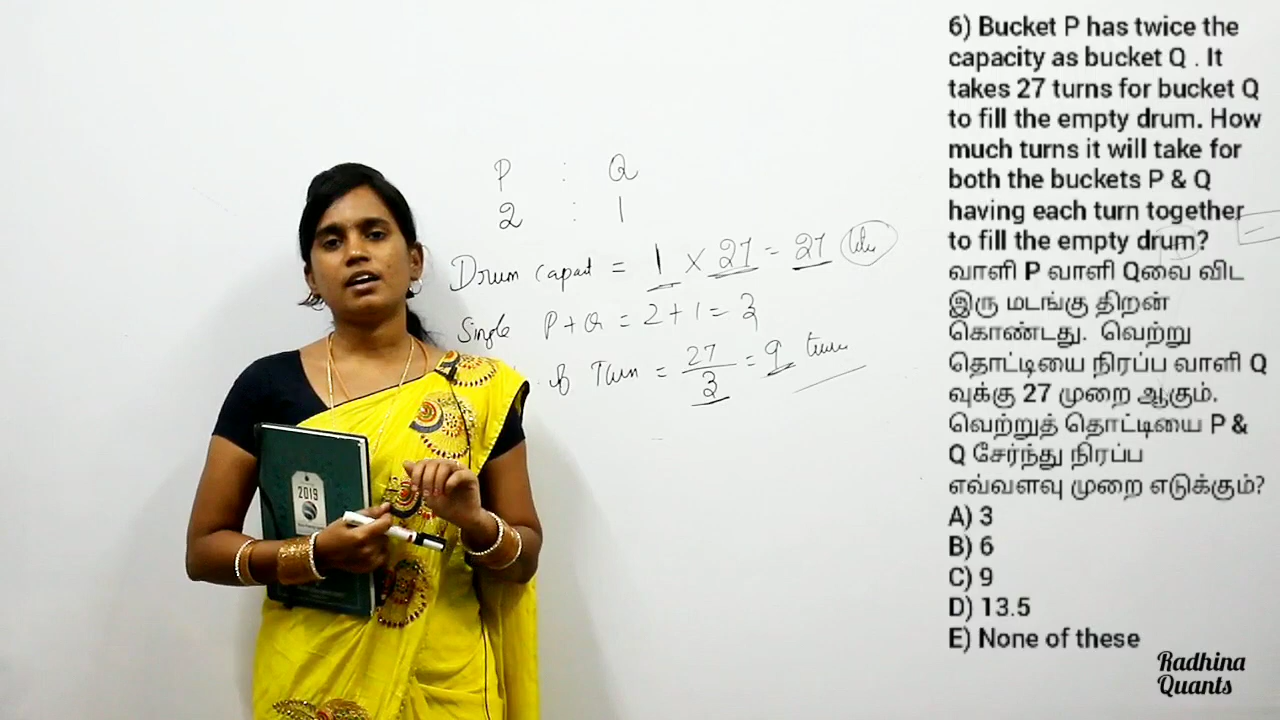 P : Q
2 : 1
Drum capact = 1 × 27 = 27
Single P+Q = 2+1 = 3
of Turn = 27/3 = 9 turn
2019
6) Bucket P has twice the
capacity as bucket Q . It
takes 27 turns for bucket Q
to fill the empty drum. How
much turns it will take for
both the buckets P & Q
having each turn together
to fill the empty drum?
வாளி P வாளி Qவை விட
இரு மடங்கு திறன்
கொண்டது. வெற்று
தொட்டியை நிரப்ப வாளி Q
வுக்கு 27 முறை ஆகும்.
வெற்றுத் தொட்டியை P &
Q சேர்ந்து நிரப்ப
எவ்வளவு முறை எடுக்கும்?
A) 3
B) 6
C) 9
D) 13.5
E) None of these
Radhina
Quants